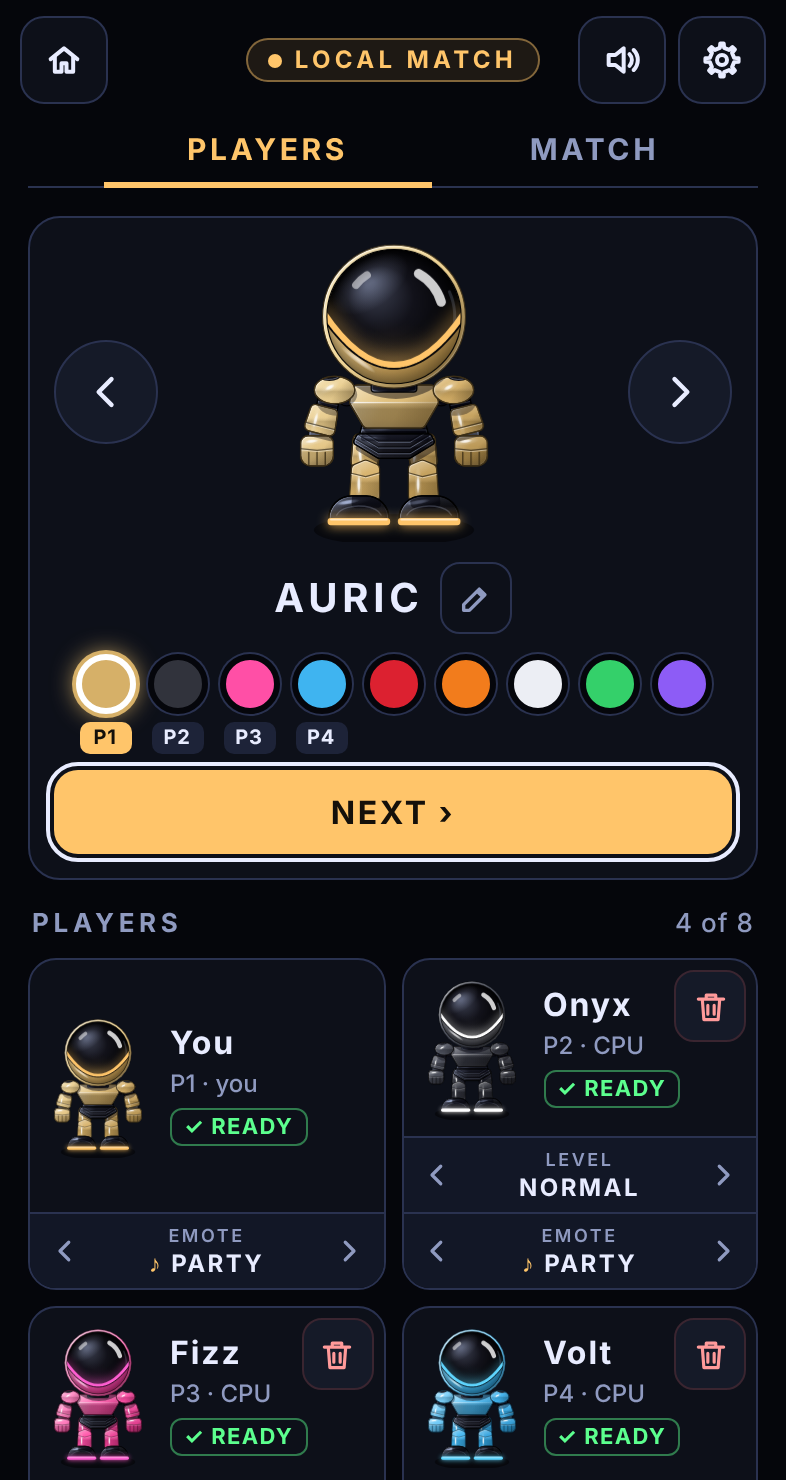 LOCAL MATCH
PLAYERS
MATCH
AURIC
P1
P2
P3
P4
NEXT ›
PLAYERS
4 of 8
You
P1 · you
✓ READY
EMOTE
♪ PARTY
Onyx
P2 · CPU
✓ READY
LEVEL
NORMAL
EMOTE
♪ PARTY
Fizz
P3 · CPU
✓ READY
Volt
P4 · CPU
✓ READY